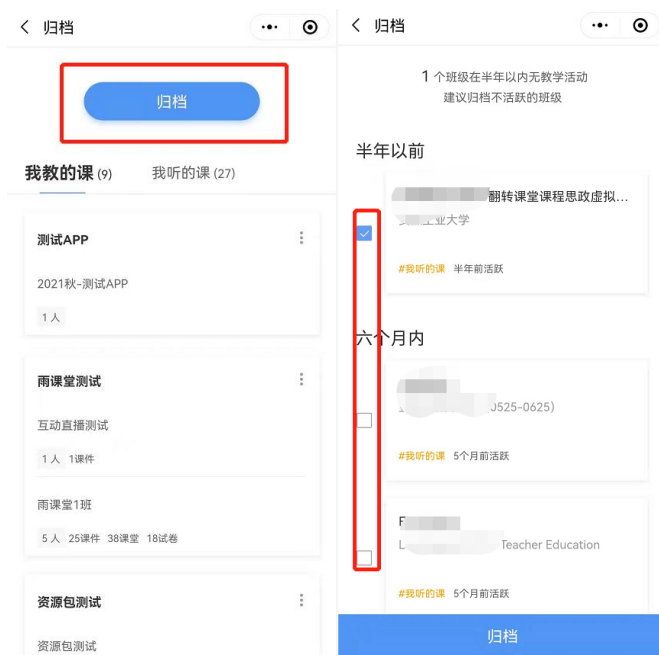 归档
归档
我教的课 (9)
我听的课 (27)
测试APP
2021秋-测试APP
1人
雨课堂测试
互动直播测试
1人 1课件
雨课堂1班
5人 25课件 38课堂 18试卷
资源包测试
资源包测试
归档
1 个班级在半年以内无教学活动
建议归档不活跃的班级
半年以前
翻转课堂课程思政虚拟...
工业大学
#我听的课 半年前活跃
六个月内
0525-0625)
#我听的课 5个月前活跃
Teacher Education
#我听的课 5个月前活跃
归档